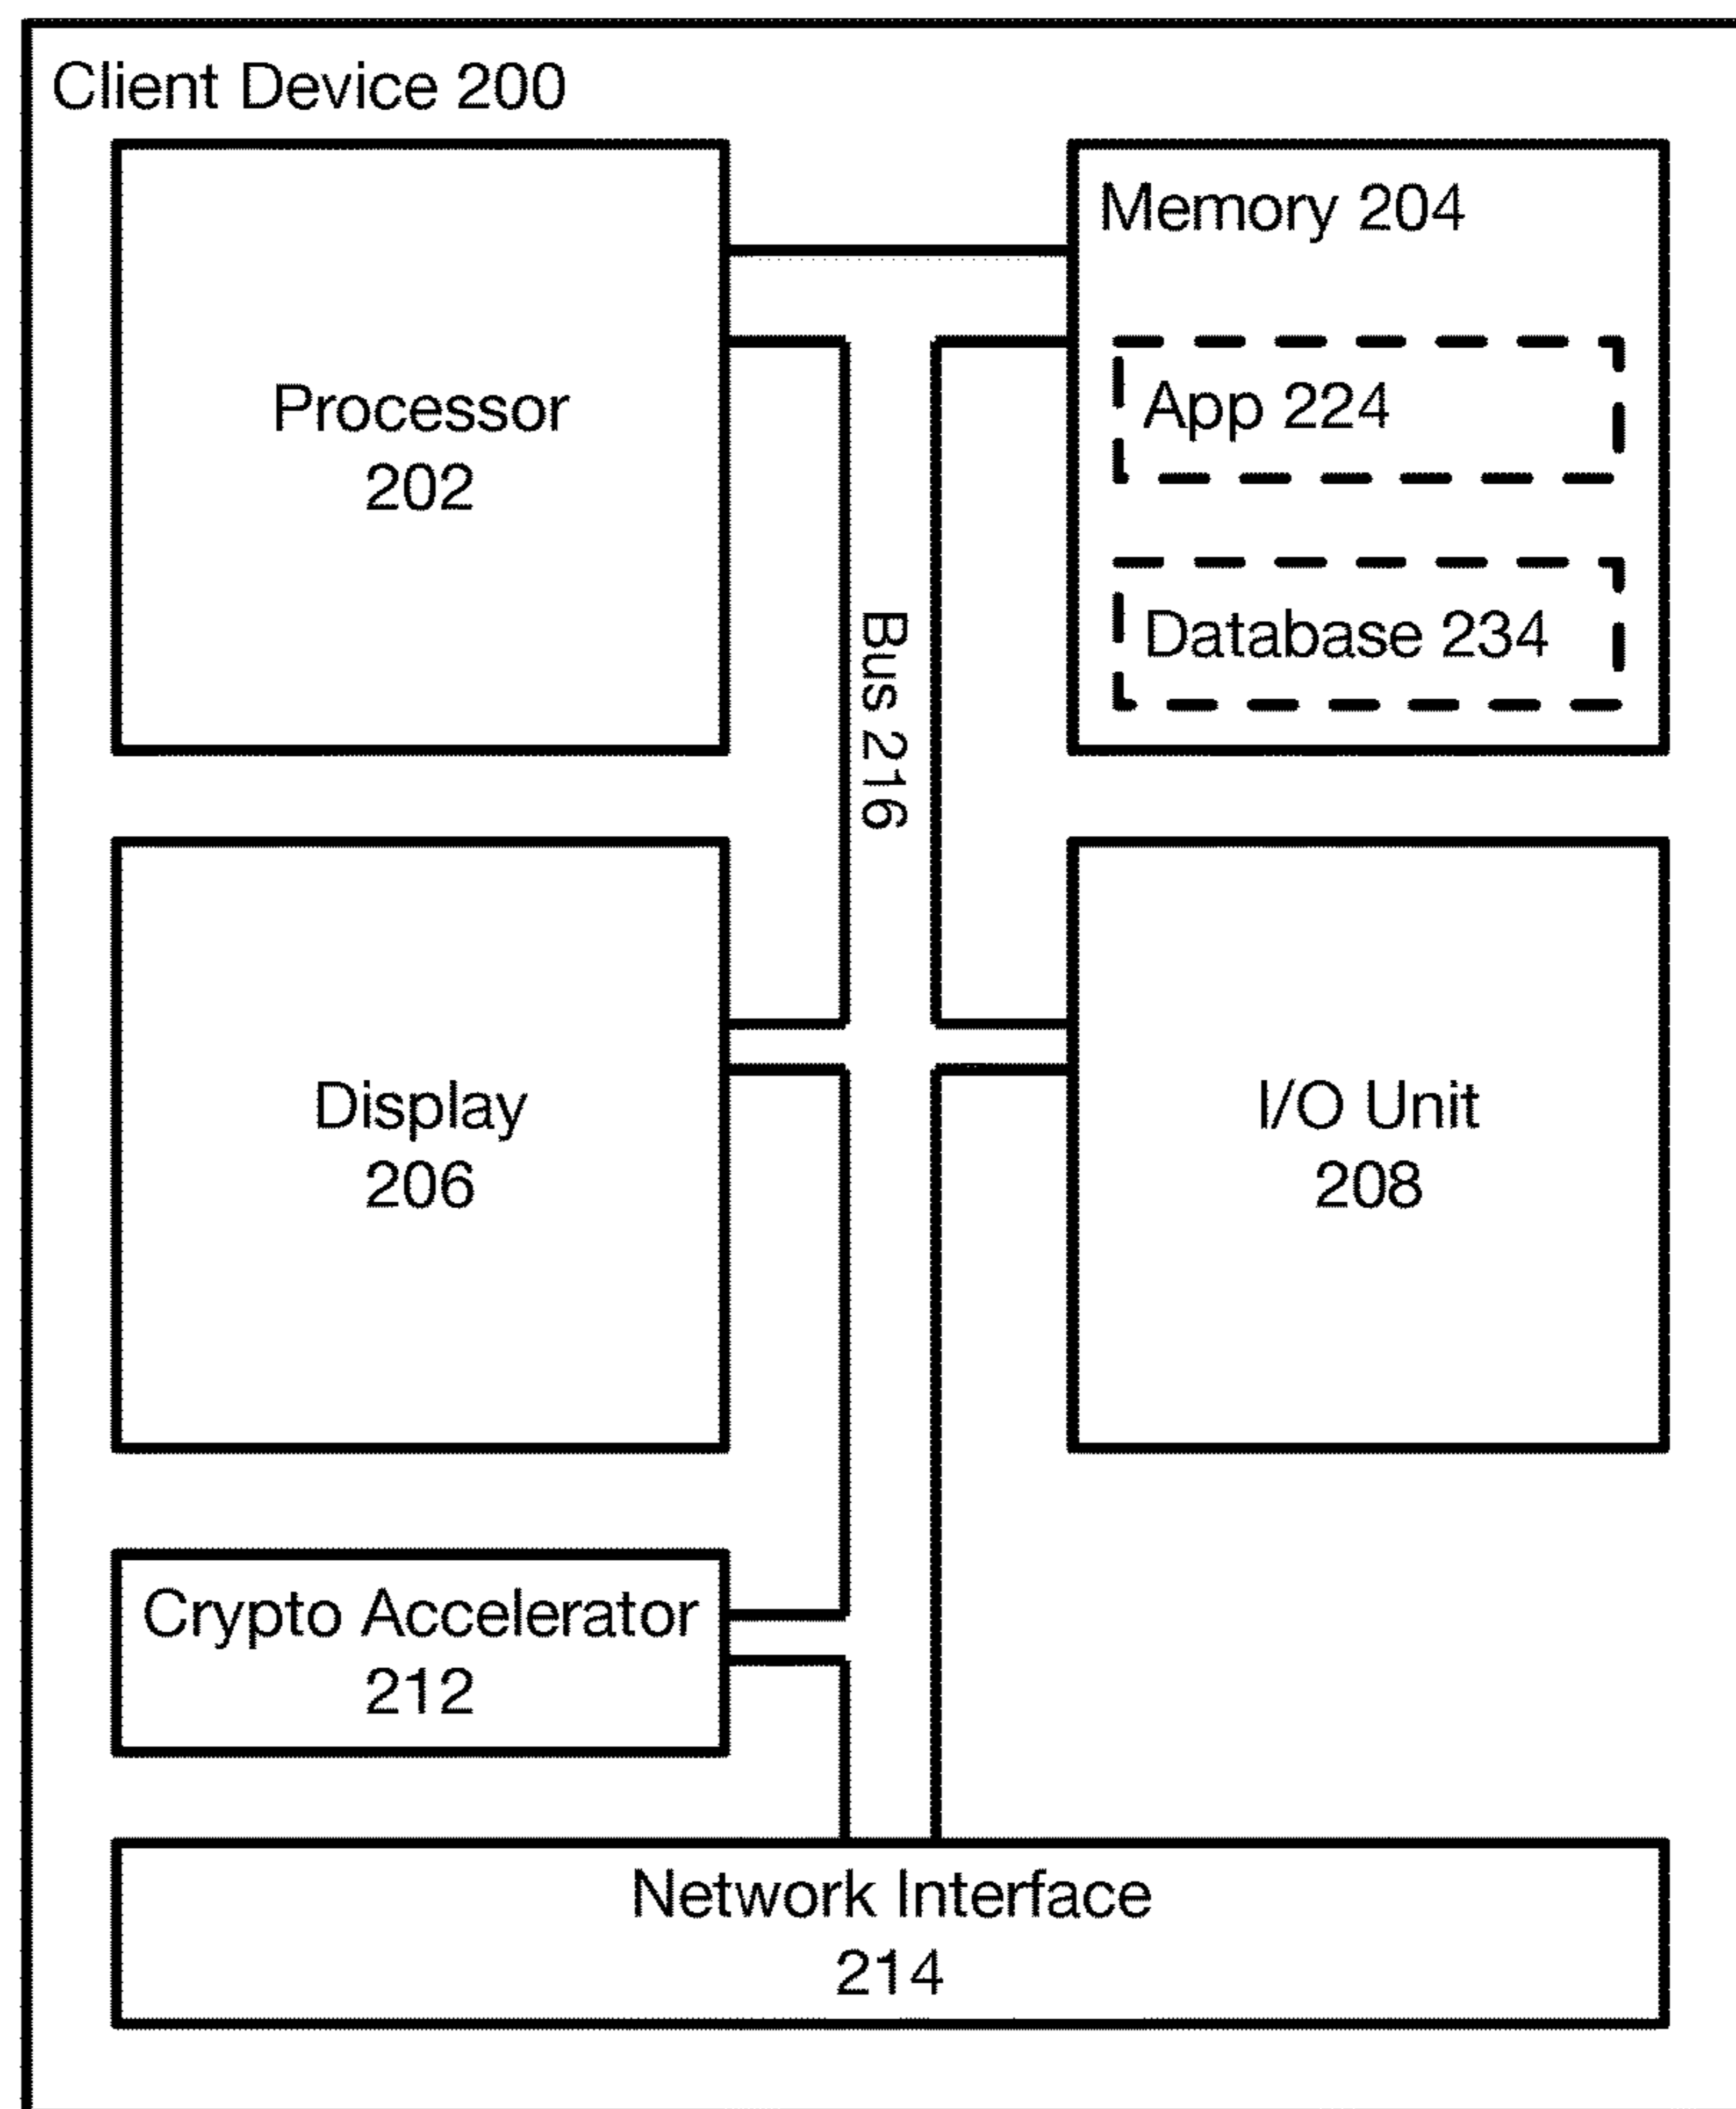 Client Device 200
Processor
202
Memory 204
App 224
Database 234
Bus 216
Display
206
I/O Unit
208
Crypto Accelerator
212
Network Interface
214